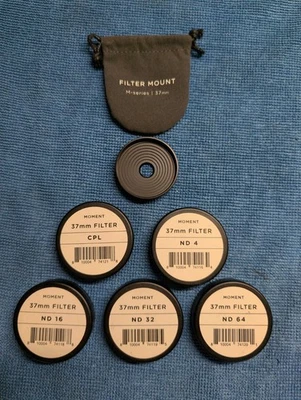 FILTER MOUNT
M-series | 37mm
MOMENT
37mm FILTER
CPL
MOMENT
37mm FILTER
ND 4
MOMENT
37mm FILTER
ND 16
MOMENT
37mm FILTER
ND 32
MOMENT
37mm FILTER
ND 64